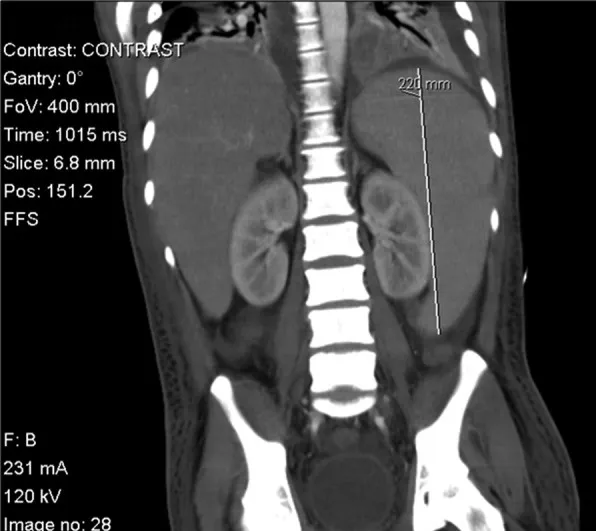 Contrast: CONTRAST
Gantry: 0°
FoV: 400 mm
Time: 1015 ms
Slice: 6.8 mm
Pos: 151.2
FFS
220 mm
F: B
231 mA
120 kV
Image no: 28